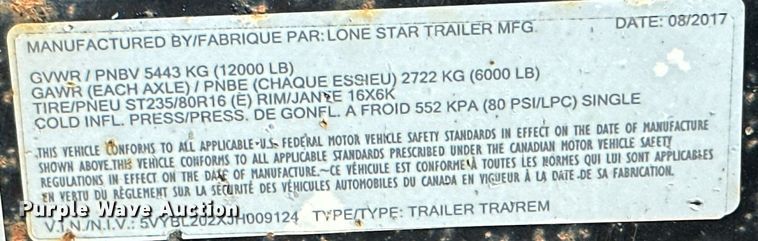 MANUFACTURED BY/FABRIQUE PAR: LONE STAR TRAILER MFG DATE: 08/2017
GVWR / PNBV 5443 KG (12000 LB)
GAWR (EACH AXLE) / PNBE (CHAQUE ESSIEU) 2722 KG (6000 LB)
TIRE/PNEU ST235/80R16 (E) RIM/JANTE 16X6K
COLD INFL. PRESS/PRESS. DE GONFL. A FROID 552 KPA (80 PSI/LPC) SINGLE
THIS VEHICLE CONFORMS TO ALL APPLICABLE U.S. FEDERAL MOTOR VEHICLE SAFETY STANDARDS IN EFFECT ON THE DATE OF MANUFACTURE
SHOWN ABOVE. THIS VEHICLE CONFORMS TO ALL APPLICABLE STANDARDS PRESCRIBED UNDER THE CANADIAN MOTOR VEHICLE SAFETY
REGULATIONS IN EFFECT ON THE DATE OF MANUFACTURE. - CE VÉHICULE EST CONFORME À TOUTES LES NORMES QUI LUI SONT APPLICABLES
EN VERTU DU RÈGLEMENT SUR LA SÉCURITÉ DES VÉHICULES AUTOMOBILES DU CANADA EN VIGUEUR À LA DATE DE SA FABRICATION.
Purple Wave Auction
V.I.N./N.I.V.: 5VYBL202XJH009124 TYPE/TYPE: TRAILER TRA/REM